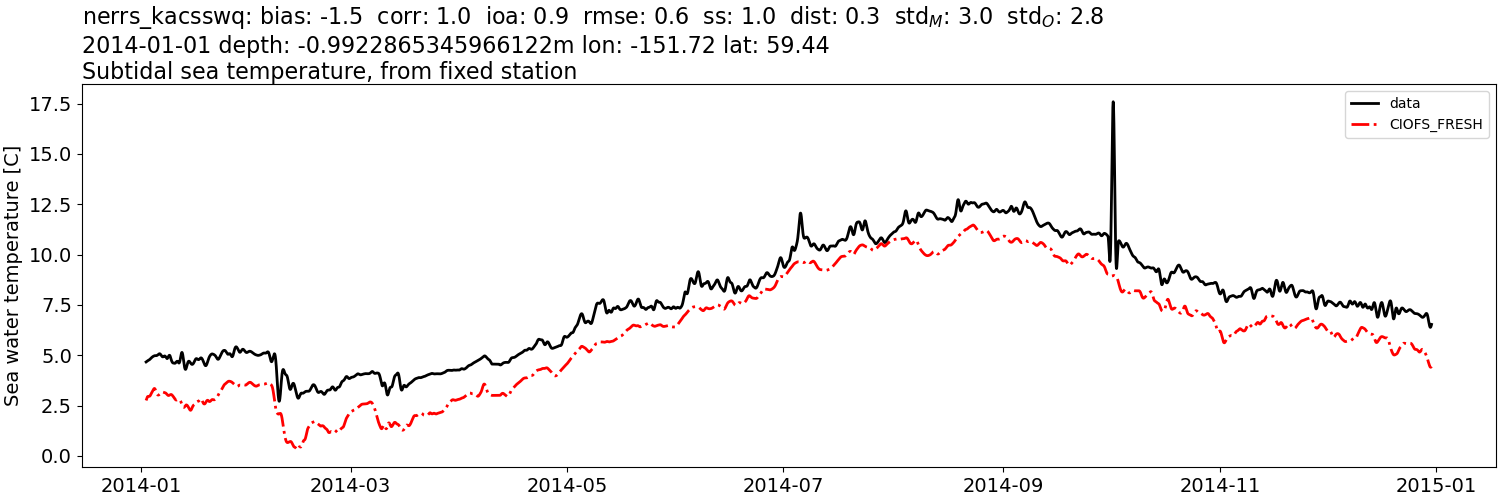 nerrs_kacsswq: bias: -1.5  corr: 1.0  ioa: 0.9  rmse: 0.6  ss: 1.0  dist: 0.3  std_M: 3.0  std_O: 2.8
2014-01-01 depth: -0.9922865345966122m lon: -151.72 lat: 59.44
Subtidal sea temperature, from fixed station
data
CIOFS_FRESH
Sea water temperature [C]
17.5
15.0
12.5
10.0
7.5
5.0
2.5
0.0
2014-01 2014-03 2014-05 2014-07 2014-09 2014-11 2015-01